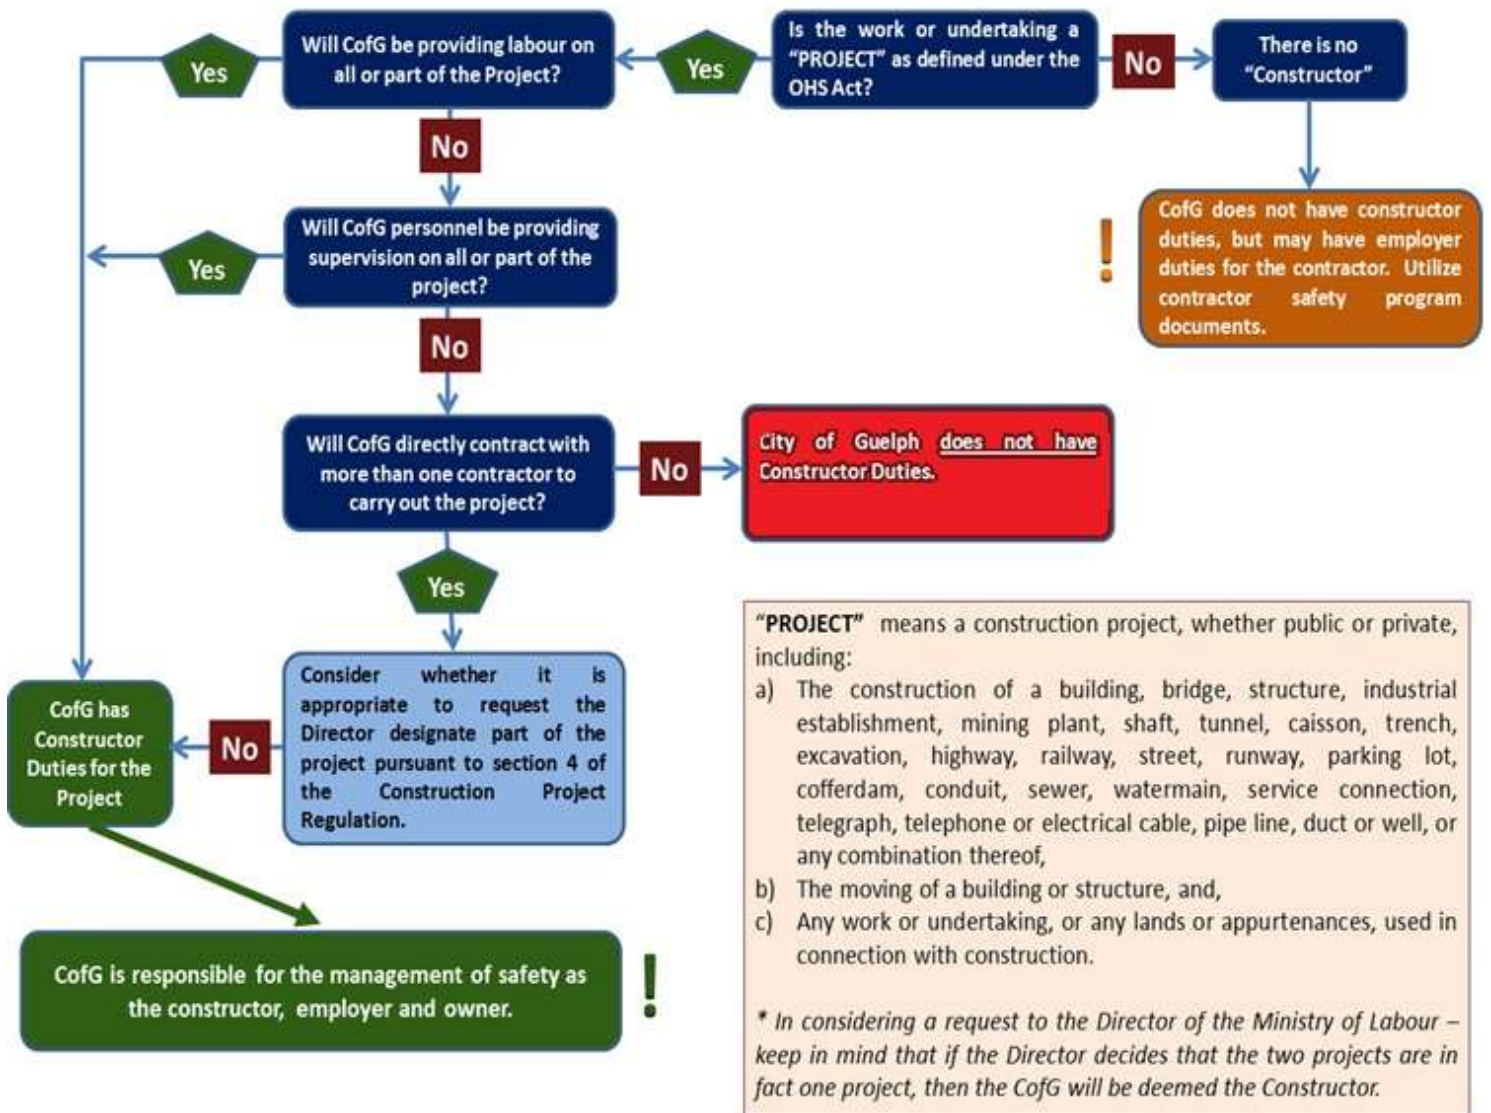 Is the work or undertaking a
“PROJECT” as defined under the
OHS Act?
No
There is no
“Constructor”
CofG does not have constructor
duties, but may have employer
duties for the contractor. Utilize
contractor safety program
documents.
!
Yes
Will CofG be providing labour on
all or part of the Project?
Yes
No
Will CofG personnel be providing
supervision on all or part of the
project?
Yes
No
Will CofG directly contract with
more than one contractor to
carry out the project?
No
City of Guelph does not have
Constructor Duties.
Yes
Consider whether it is
appropriate to request the
Director designate part of the
project pursuant to section 4 of
the Construction Project
Regulation.
No
CofG has
Constructor
Duties for the
Project
CofG is responsible for the management of safety as
the constructor, employer and owner.
!
“PROJECT” means a construction project, whether public or private,
including:
a) The construction of a building, bridge, structure, industrial
establishment, mining plant, shaft, tunnel, caisson, trench,
excavation, highway, railway, street, runway, parking lot,
cofferdam, conduit, sewer, watermain, service connection,
telegraph, telephone or electrical cable, pipe line, duct or well, or
any combination thereof,
b) The moving of a building or structure, and,
c) Any work or undertaking, or any lands or appurtenances, used in
connection with construction.
* In considering a request to the Director of the Ministry of Labour –
keep in mind that if the Director decides that the two projects are in
fact one project, then the CofG will be deemed the Constructor.